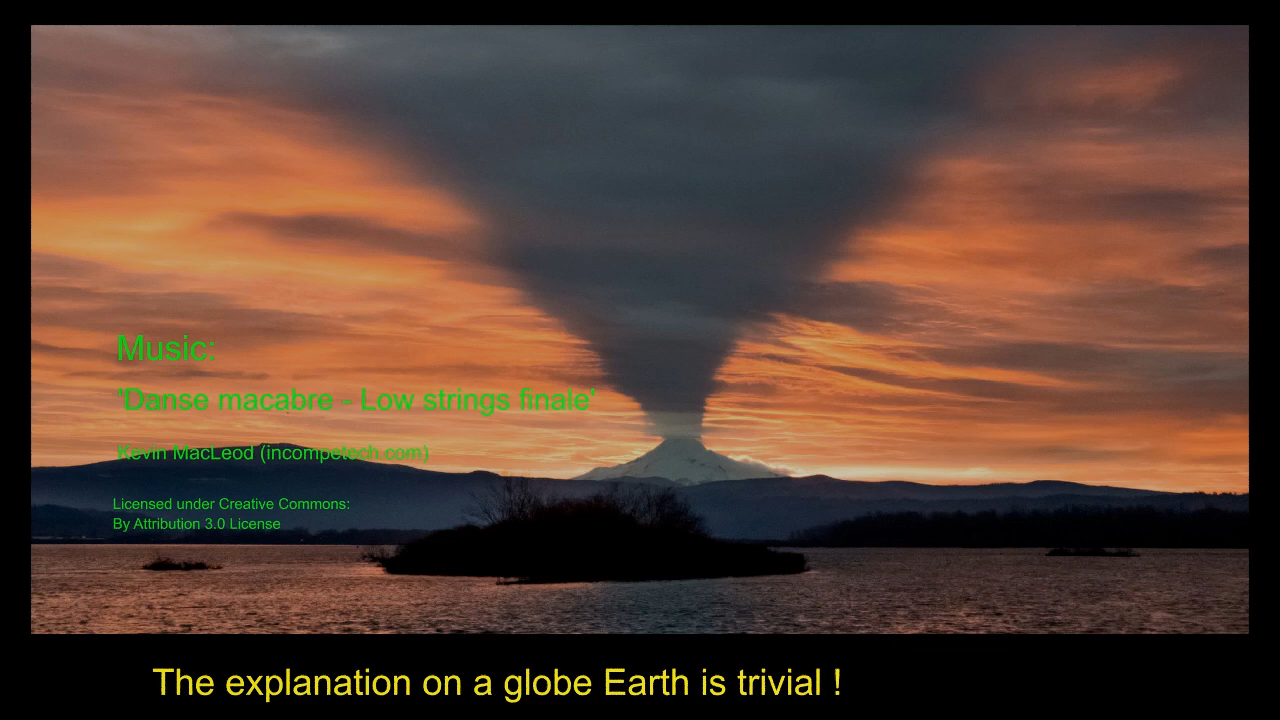 Music:
'Danse macabre - Low strings finale'
Kevin MacLeod (incompetech.com)
Licensed under Creative Commons:
By Attribution 3.0 License
The explanation on a globe Earth is trivial !